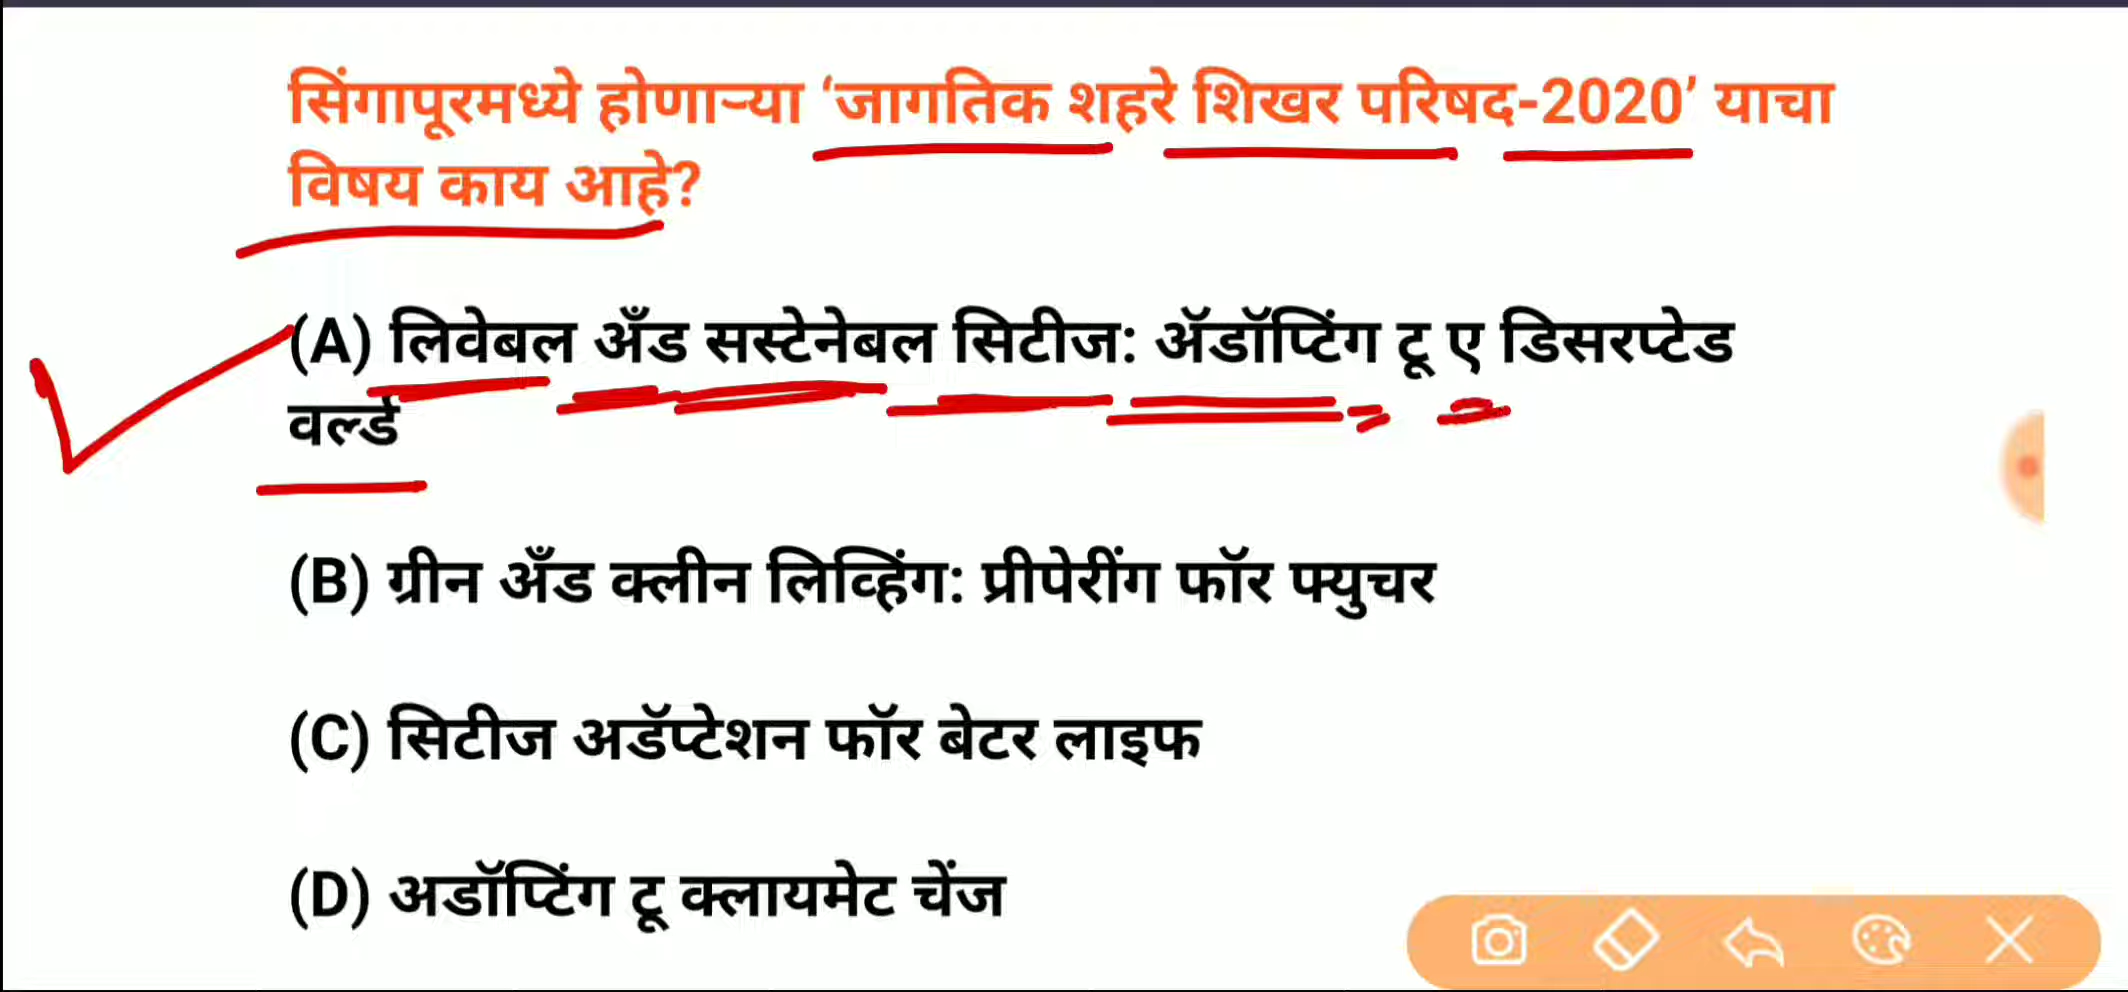 सिंगापूरमध्ये होणाऱ्या ‘जागतिक शहरे शिखर परिषद-2020’ याचा
विषय काय आहे?
(A) लिवेबल अँड सस्टेनेबल सिटीज: ॲडॉप्टिंग टू ए डिसरप्टेड
वर्ल्ड
(B) ग्रीन अँड क्लीन लिव्हिंग: प्रीपेरींग फॉर फ्युचर
(C) सिटीज अडॅप्टेशन फॉर बेटर लाइफ
(D) अडॉप्टिंग टू क्लायमेट चेंज